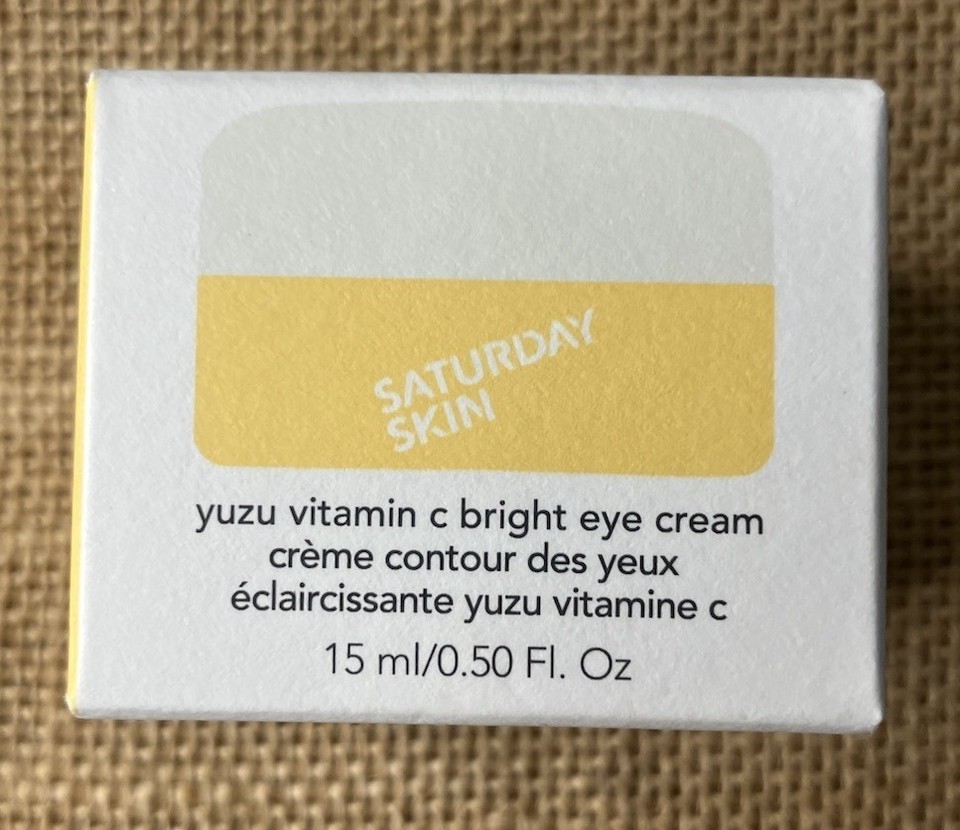 SATURDAY
SKIN
yuzu vitamin c bright eye cream
crème contour des yeux
éclaircissante yuzu vitamine c
15 ml/0.50 Fl. Oz